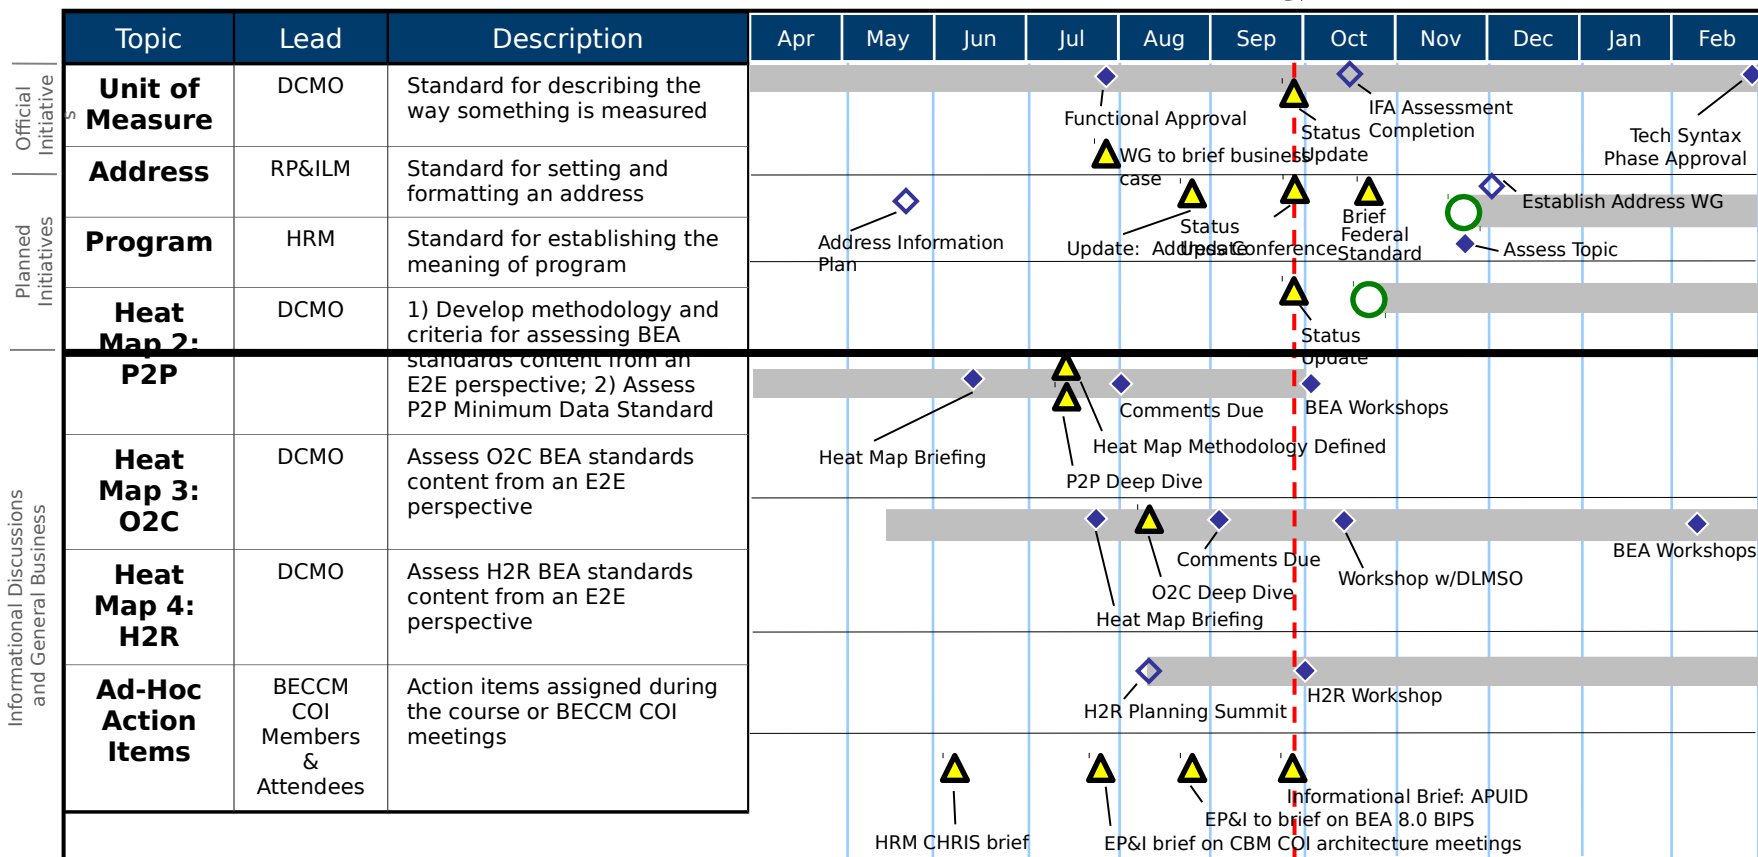 Topic Lead Description Apr May Jun Jul Aug Sep Oct Nov Dec Jan Feb
Official
Initiative
s
Unit of
Measure
DCMO
Standard for describing the
way something is measured
Functional Approval
Status
Update
IFA Assessment
Completion
Tech Syntax
Phase Approval
WG to brief business
case
Planned
Initiatives
Address
RP&ILM
Standard for setting and
formatting an address
Address Information
Plan
Update: Address Conference
Status
Update
Brief
Federal
Standard
Establish Address WG
Assess Topic
Program
HRM
Standard for establishing the
meaning of program
Status
Update
Informational Discussions
and General Business
Heat
Map 2:
P2P
DCMO
1) Develop methodology and
criteria for assessing BEA
standards content from an
E2E perspective; 2) Assess
P2P Minimum Data Standard
Heat Map Briefing
Comments Due
BEA Workshops
Heat Map Methodology Defined
P2P Deep Dive
Heat
Map 3:
O2C
DCMO
Assess O2C BEA standards
content from an E2E
perspective
Comments Due
BEA Workshops
Workshop w/DLMSO
O2C Deep Dive
Heat Map Briefing
Heat
Map 4:
H2R
DCMO
Assess H2R BEA standards
content from an E2E
perspective
H2R Workshop
H2R Planning Summit
Ad-Hoc
Action
Items
BECCM
COI
Members
&
Attendees
Action items assigned during
the course or BECCM COI
meetings
Informational Brief: APUID
EP&I to brief on BEA 8.0 BIPS
HRM CHRIS brief
EP&I brief on CBM COI architecture meetings